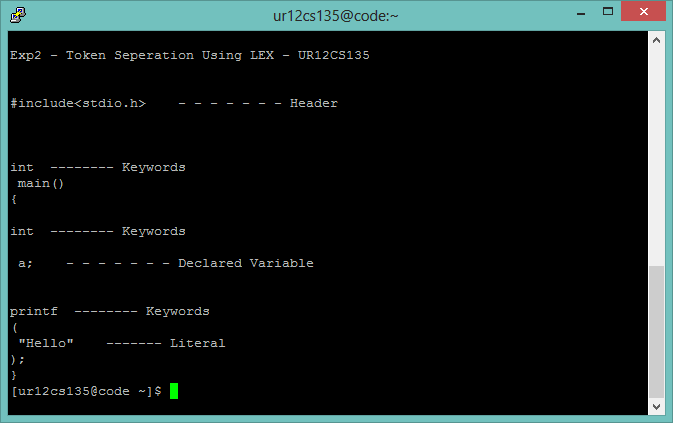 ur12cs135@code:~
Exp2 - Token Seperation Using LEX - UR12CS135
#include<stdio.h>    - - - - - - - Header
int  -------- Keywords
 main()
{
int  -------- Keywords
 a;    - - - - - - - Declared Variable
printf  -------- Keywords
(
 "Hello"    ------- Literal
);
}
[ur12cs135@code ~]$